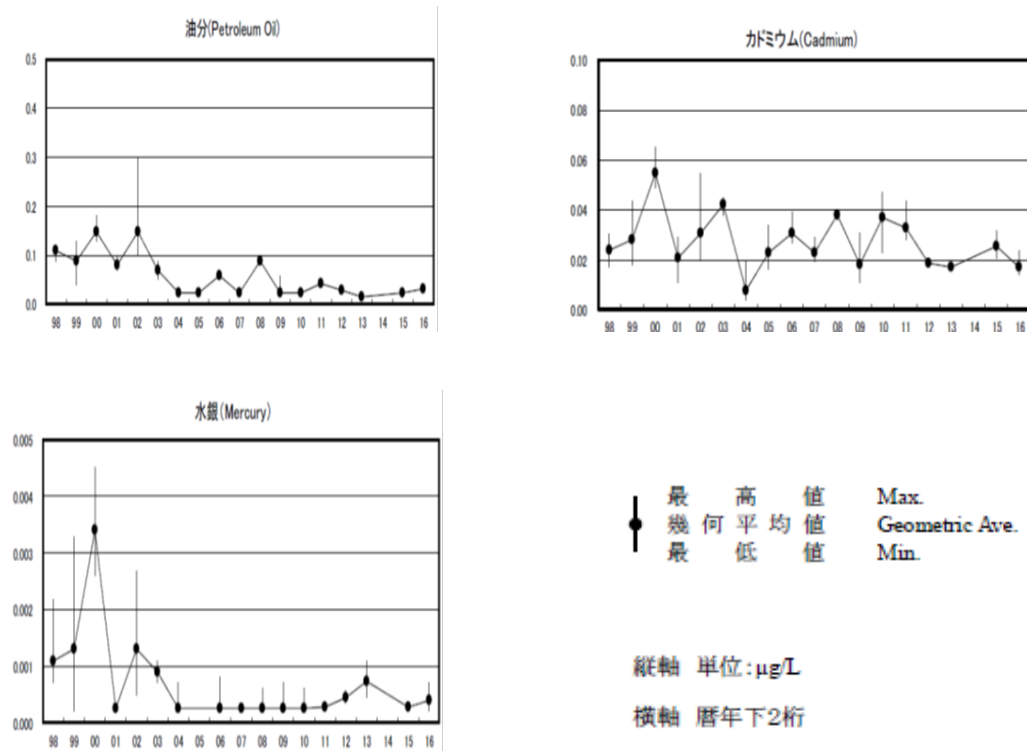 油分(Petroleum Oil)
0.5
0.4
0.3
0.2
0.1
0.0
98 99 00 01 02 03 04 05 06 07 08 09 10 11 12 13 14 15 16
カドミウム(Cadmium)
0.10
0.08
0.06
0.04
0.02
0.00
98 99 00 01 02 03 04 05 06 07 08 09 10 11 12 13 14 15 16
水銀(Mercury)
0.005
0.004
0.003
0.002
0.001
0.000
98 99 00 01 02 03 04 05 06 07 08 09 10 11 12 13 14 15 16
最高値 Max.
幾何平均値 Geometric Ave.
最低値 Min.
縦軸 単位:μg/L
横軸 暦年下2桁